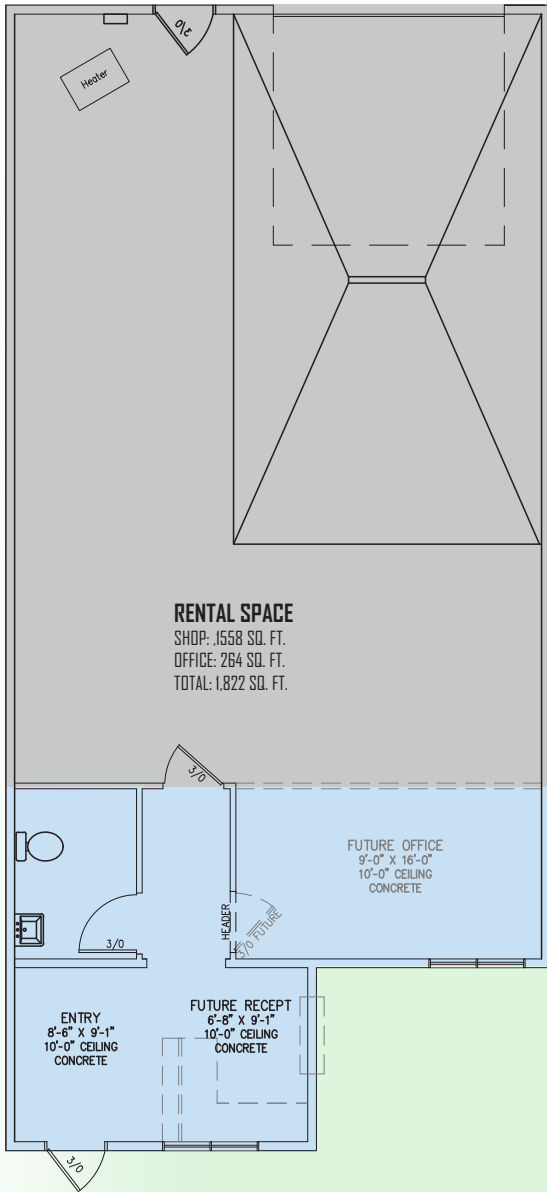 3/0
Heater
RENTAL SPACE
SHOP: ,1558 SQ. FT.
OFFICE: 264 SQ. FT.
TOTAL: 1,822 SQ. FT.
3/0
FUTURE OFFICE
9'-0" X 16'-0"
10'-0" CEILING
CONCRETE
HEADER
3/0 FUTURE
3/0
ENTRY
8'-6" X 9'-1"
10'-0" CEILING
CONCRETE
FUTURE RECEPT
6'-8" X 9'-1"
10'-0" CEILING
CONCRETE
3/0